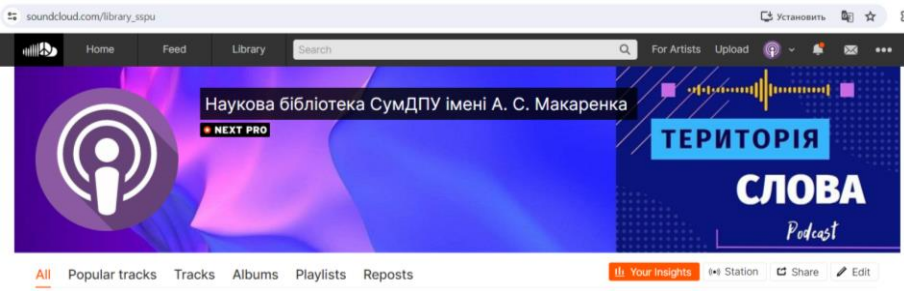 soundcloud.com/library_sspu
Установить
Home Feed Library Search For Artists Upload
Наукова бібліотека СумДПУ імені А. С. Макаренка
NEXT PRO
ТЕРИТОРІЯ
СЛОВА
Podcast
All Popular tracks Tracks Albums Playlists Reposts Your Insights Station Share Edit